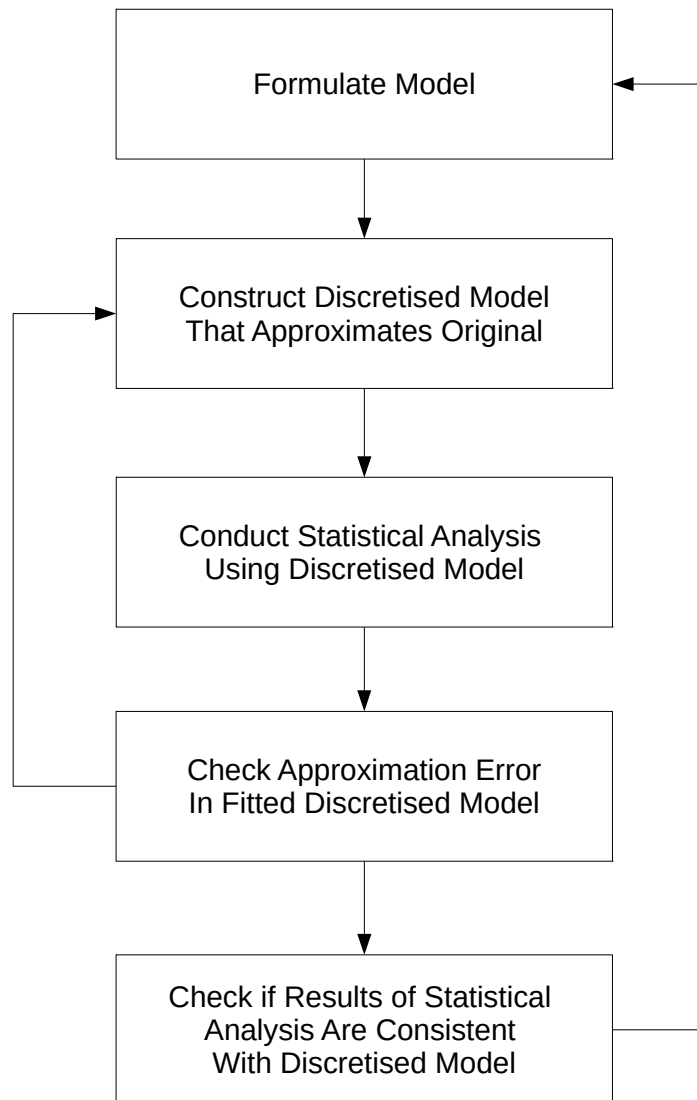 Formulate Model
Construct Discretised Model
That Approximates Original
Conduct Statistical Analysis
Using Discretised Model
Check Approximation Error
In Fitted Discretised Model
Check if Results of Statistical
Analysis Are Consistent
With Discretised Model